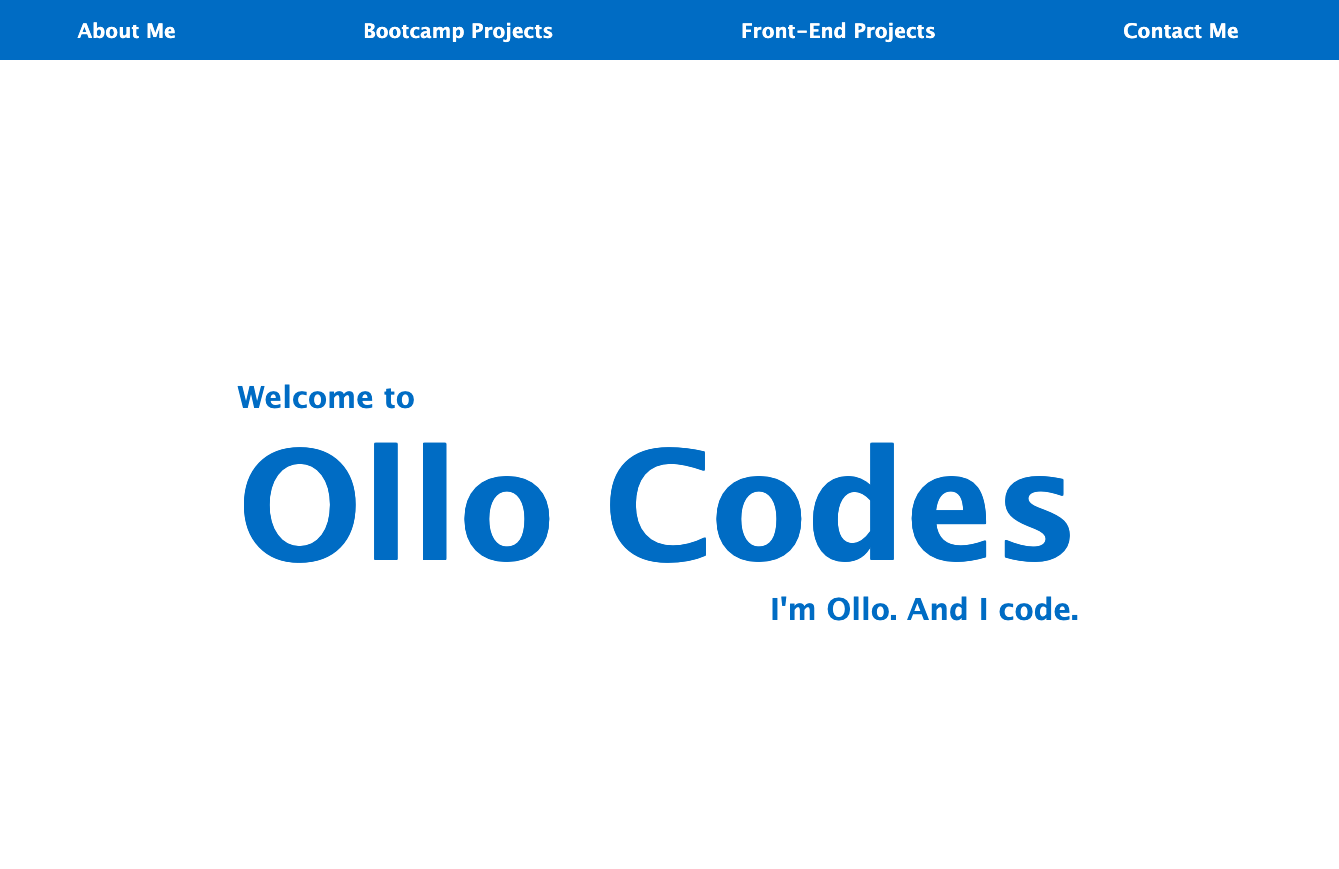 About Me Bootcamp Projects Front-End Projects Contact Me
Welcome to
Ollo Codes
I'm Ollo. And I code.